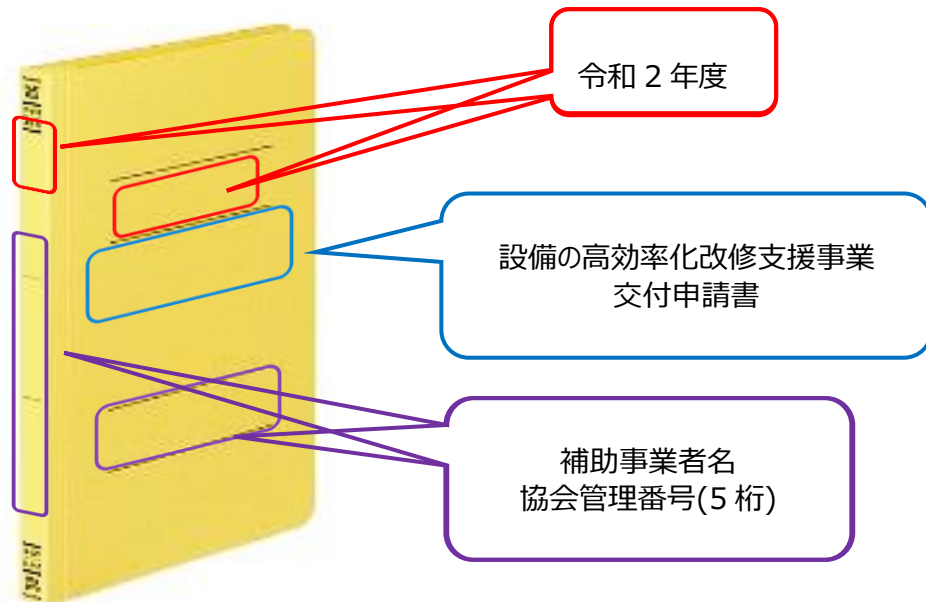 令和 2 年度
設備の高効率化改修支援事業
交付申請書
補助事業者名
協会管理番号(5 桁)